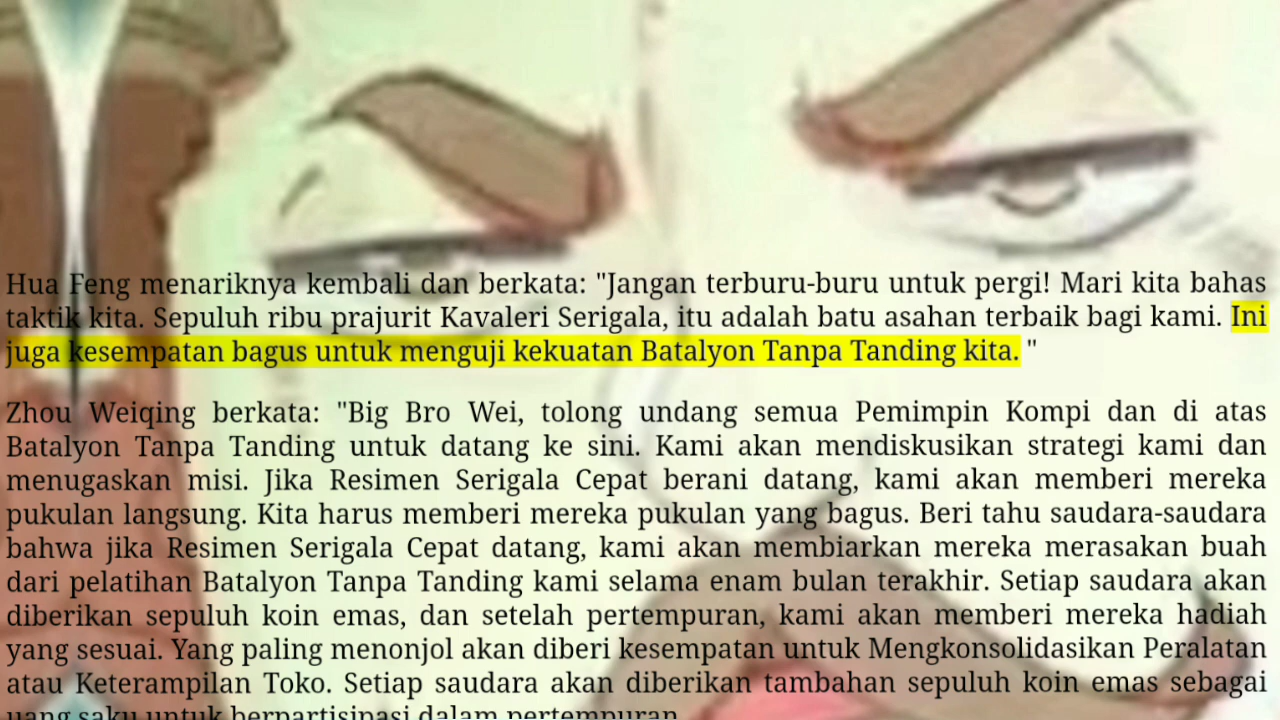 Hua Feng menariknya kembali dan berkata: "Jangan terburu-buru untuk pergi! Mari kita bahas
taktik kita. Sepuluh ribu prajurit Kavaleri Serigala, itu adalah batu asahan terbaik bagi kami. Ini
juga kesempatan bagus untuk menguji kekuatan Batalyon Tanpa Tanding kita. "
Zhou Weiqing berkata: "Big Bro Wei, tolong undang semua Pemimpin Kompi dan di atas
Batalyon Tanpa Tanding untuk datang ke sini. Kami akan mendiskusikan strategi kami dan
menugaskan misi. Jika Resimen Serigala Cepat berani datang, kami akan memberi mereka
pukulan langsung. Kita harus memberi mereka pukulan yang bagus. Beri tahu saudara-saudara
bahwa jika Resimen Serigala Cepat datang, kami akan membiarkan mereka merasakan buah
dari pelatihan Batalyon Tanpa Tanding kami selama enam bulan terakhir. Setiap saudara akan
diberikan sepuluh koin emas, dan setelah pertempuran, kami akan memberi mereka hadiah
yang sesuai. Yang paling menonjol akan diberi kesempatan untuk Mengkonsolidasikan Peralatan
atau Keterampilan Toko. Setiap saudara akan diberikan tambahan sepuluh koin emas sebagai
uang saku untuk berpartisipasi dalam pertempuran.